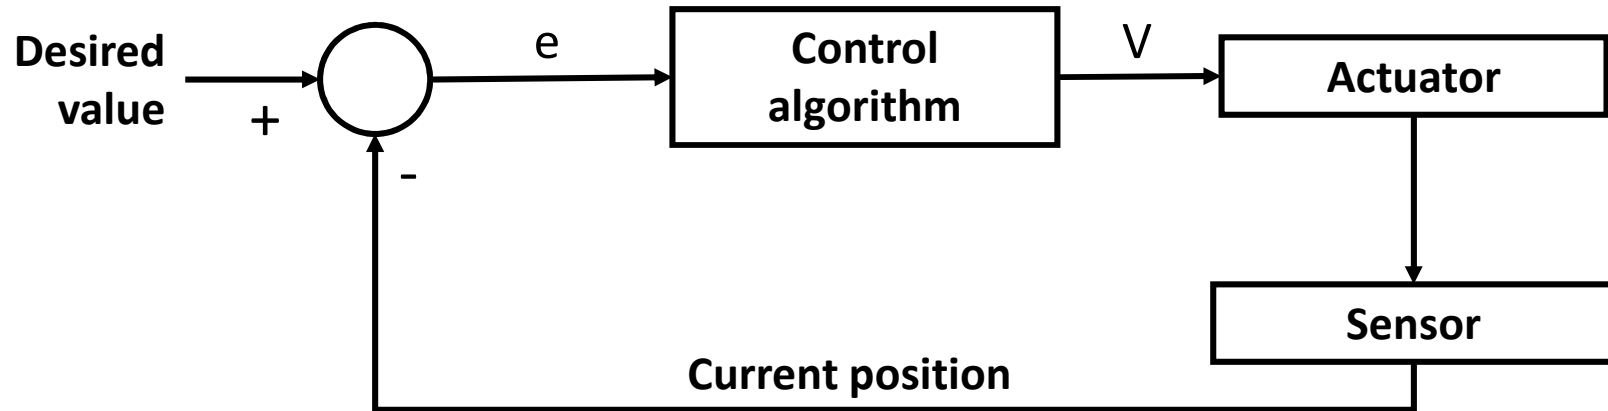 Desired
value
+
-
e
Control
algorithm
V
Actuator
Sensor
Current position